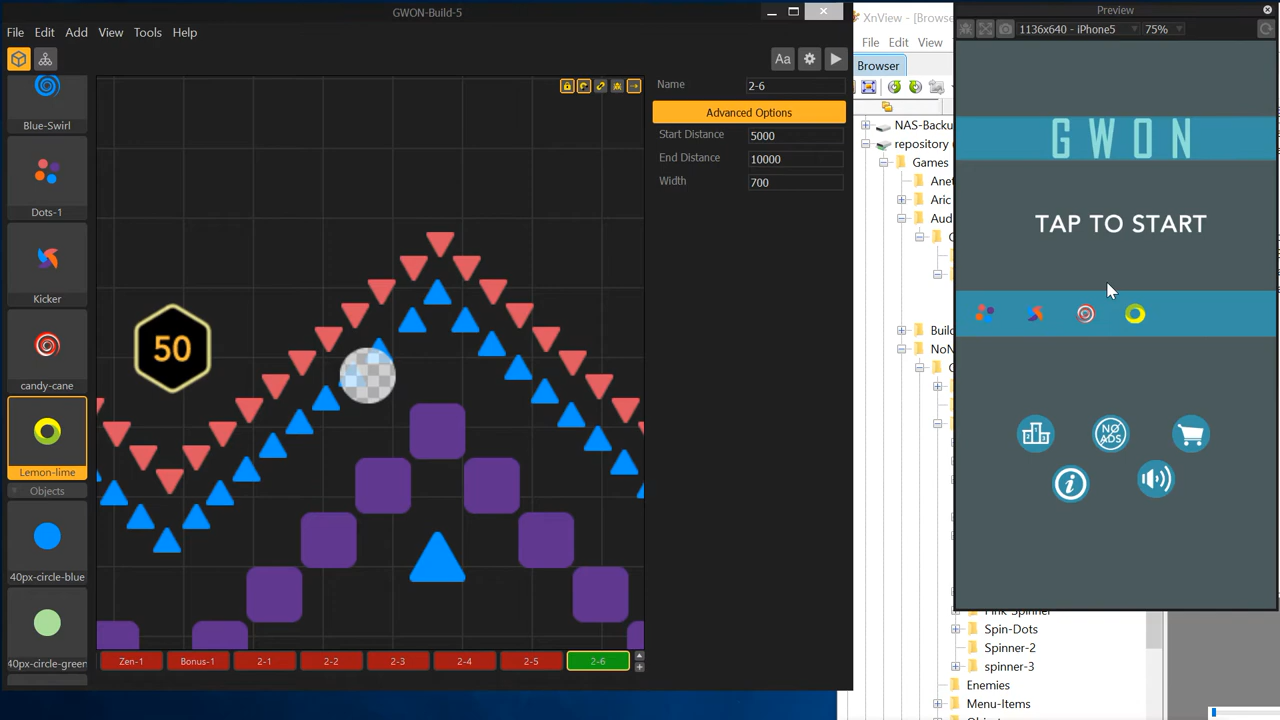 GWON-Build-5
File Edit Add View Tools Help
Aa
Blue-Swirl
Dots-1
Kicker
candy-cane
Lemon-lime
Objects
40px-circle-blue
40px-circle-green
50
Zen-1 Bonus-1 2-1 2-2 2-3 2-4 2-5 2-6
Name 2-6
Advanced Options
Start Distance 5000
End Distance 10000
Width 700
XnView - [Browse
File Edit View
Browser
NAS-Backu
repository (
Games
Anet
Aric
Aud
Build
NoN
Pink-Spinner
Spin-Dots
Spinner-2
spinner-3
Enemies
Menu-Items
Preview
1136x640 - iPhone5 75%
GWON
TAP TO START
NO ADS
i